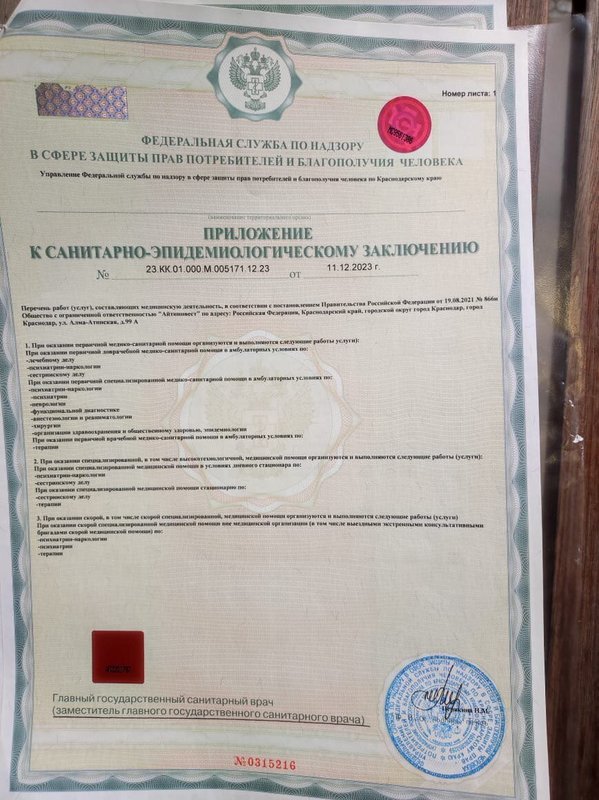 Номер листа: 1
ФЕДЕРАЛЬНАЯ СЛУЖБА ПО НАДЗОРУ
В СФЕРЕ ЗАЩИТЫ ПРАВ ПОТРЕБИТЕЛЕЙ И БЛАГОПОЛУЧИЯ ЧЕЛОВЕКА
Управление Федеральной службы по надзору в сфере защиты прав потребителей и благополучия человека по Краснодарскому краю
(наименование территориального органа)
ПРИЛОЖЕНИЕ
К САНИТАРНО-ЭПИДЕМИОЛОГИЧЕСКОМУ ЗАКЛЮЧЕНИЮ
№ 23.КК.01.000.М.005171.12.23 от 11.12.2023 г.
Перечень работ (услуг), составляющих медицинскую деятельность, в соответствии с постановлением Правительства Российской Федерации от 19.08.2021 № 866н
Общество с ограниченной ответственностью "Айтиинвест" по адресу: Российская Федерация, Краснодарский край, городской округ город Краснодар, город
Краснодар, ул. Алма-Атинская, д.99 А
1. При оказании первичной медико-санитарной помощи организуются и выполняются следующие работы услуги):
При оказании первичной доврачебной медико-санитарной помощи в амбулаторных условиях по:
-лечебному делу
-психиатрии-наркологии
-сестринскому делу
При оказании первичной специализированной медико-санитарной помощи в амбулаторных условиях по:
-психиатрии-наркологии
-психиатрии
-неврологии
-функциональной диагностике
-анестезиологии и реаниматологии
-хирургии
-организации здравоохранения и общественному здоровью, эпидемиологии
При оказании первичной врачебной медико-санитарной помощи в амбулаторных условиях по:
-терапии
2. При оказании специализированной, в том числе высокотехнологичной, медицинской помощи организуются и выполняются следующие работы (услуги):
При оказании специализированной медицинской помощи в условиях дневного стационара по:
-психиатрии-наркологии
-сестринскому делу
При оказании специализированной медицинской помощи стационарно по:
-сестринскому делу
-терапии
3. При оказании скорой, в том числе скорой специализированной, медицинской помощи организуются и выполняются следующие работы (услуги)
При оказании скорой специализированной медицинской помощи вне медицинской организации (в том числе выездными экстренными консультативными
бригадами скорой медицинской помощи) по:
-психиатрии-наркологии
-психиатрии
-терапии
Главный государственный санитарный врач
(заместитель главного государственного санитарного врача)
№0315216